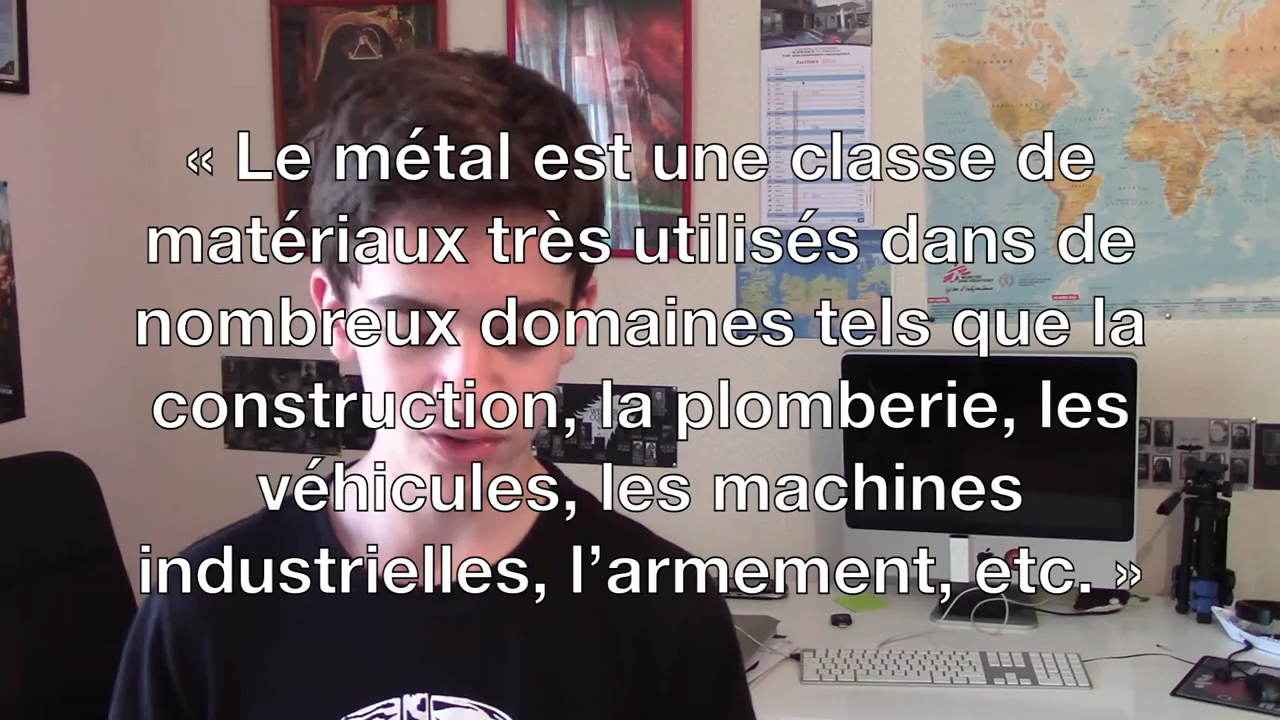 « Le métal est une classe de
matériaux très utilisés dans de
nombreux domaines tels que la
construction, la plomberie, les
véhicules, les machines
industrielles, l’armement, etc. »
Juillet